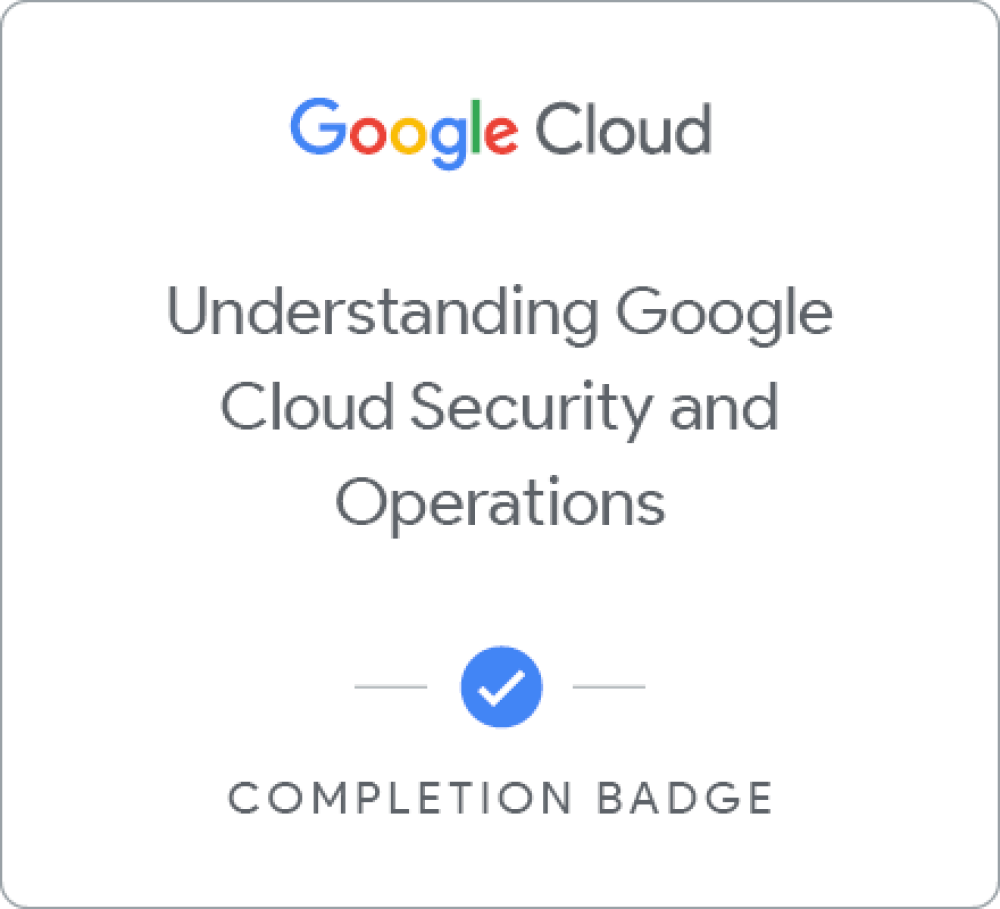 Google Cloud
Understanding Google
Cloud Security and
Operations
COMPLETION BADGE